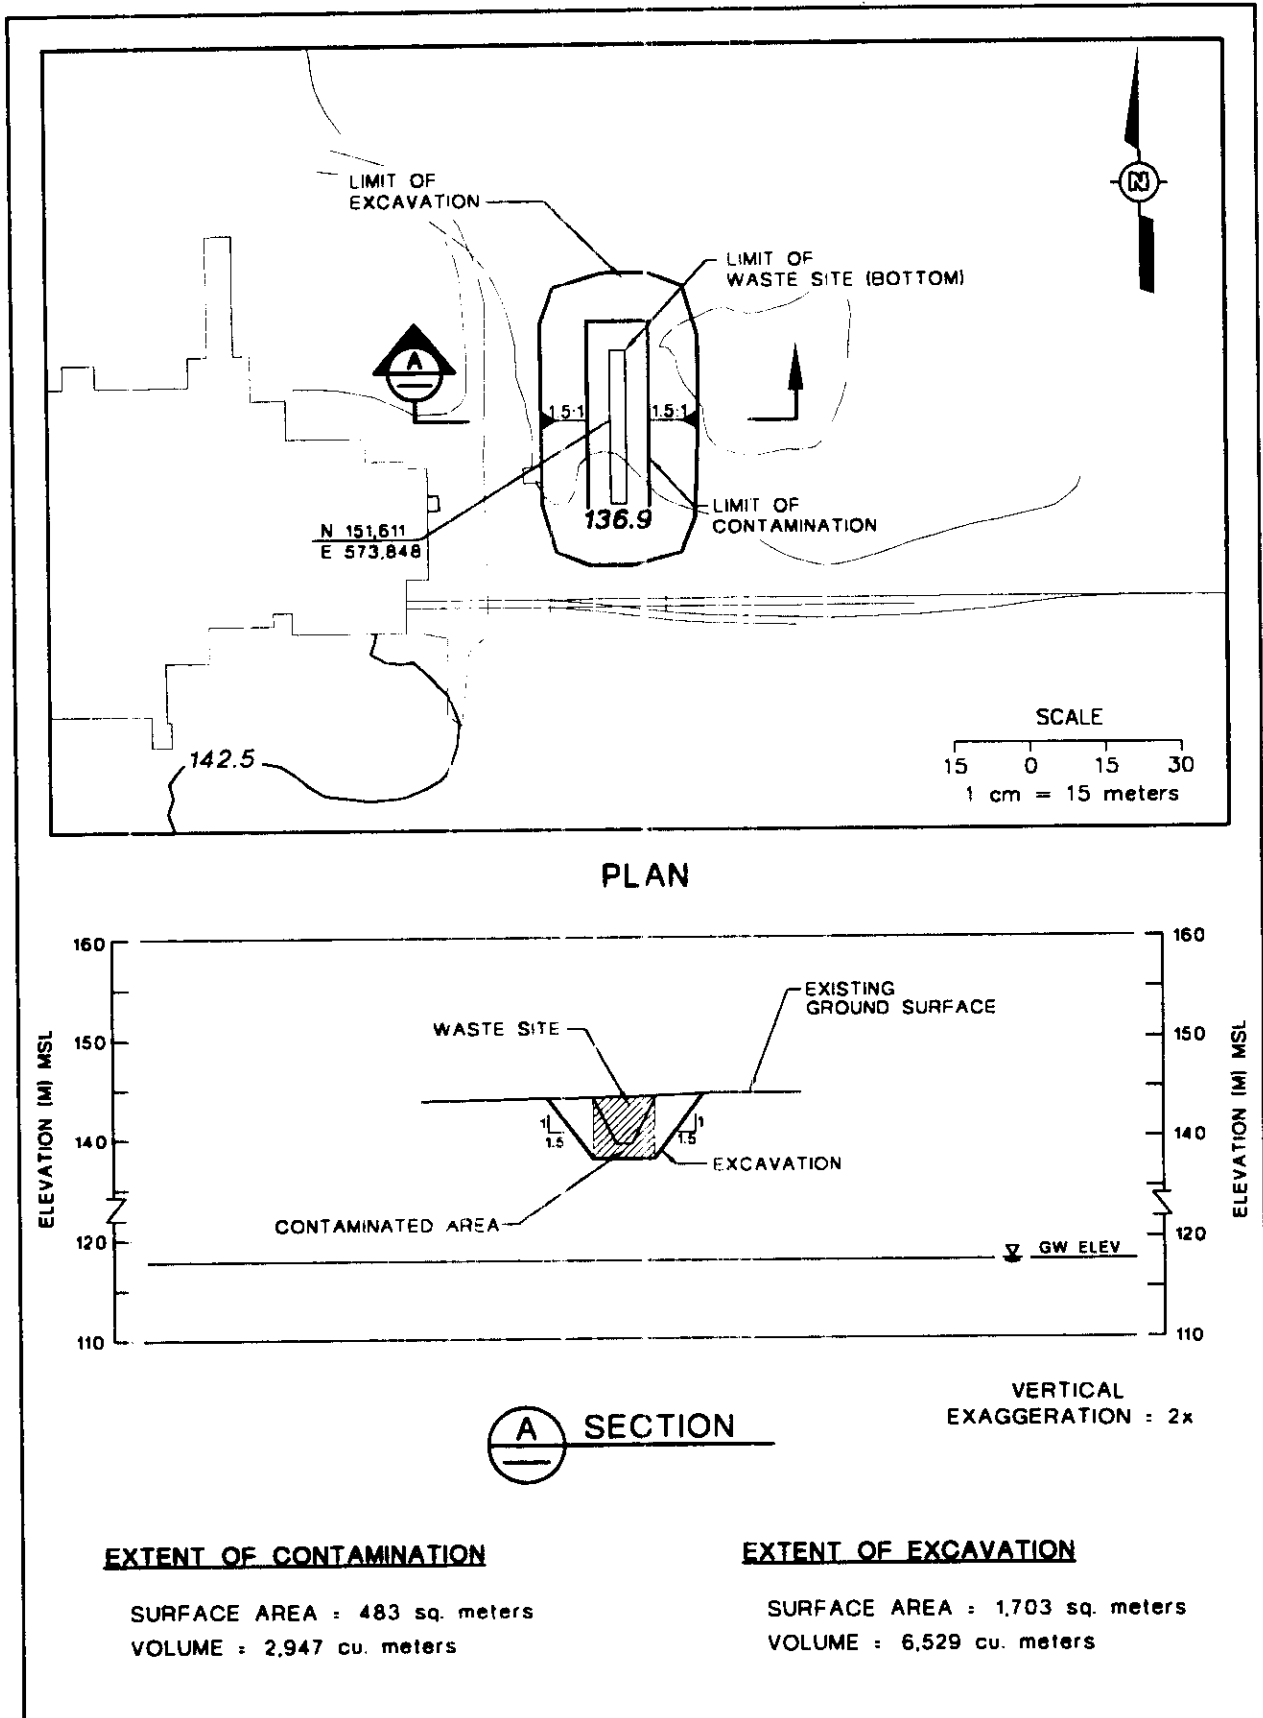 LIMIT OF
EXCAVATION
N
LIMIT OF
WASTE SITE (BOTTOM)
A
1.5:1
1.5:1
136.9
LIMIT OF
CONTAMINATION
N 151,611
E 573,848
142.5
SCALE
15 0 15 30
1 cm = 15 meters
PLAN
160
160
EXISTING
GROUND SURFACE
WASTE SITE
150
150
ELEVATION (M) MSL
ELEVATION (M) MSL
1
1.5
1
1.5
140
140
EXCAVATION
CONTAMINATED AREA
120
120
GW ELEV
110
110
VERTICAL
EXAGGERATION = 2x
A SECTION
EXTENT OF CONTAMINATION
SURFACE AREA = 483 sq. meters
VOLUME = 2,947 cu. meters
EXTENT OF EXCAVATION
SURFACE AREA = 1,703 sq. meters
VOLUME = 6,529 cu. meters